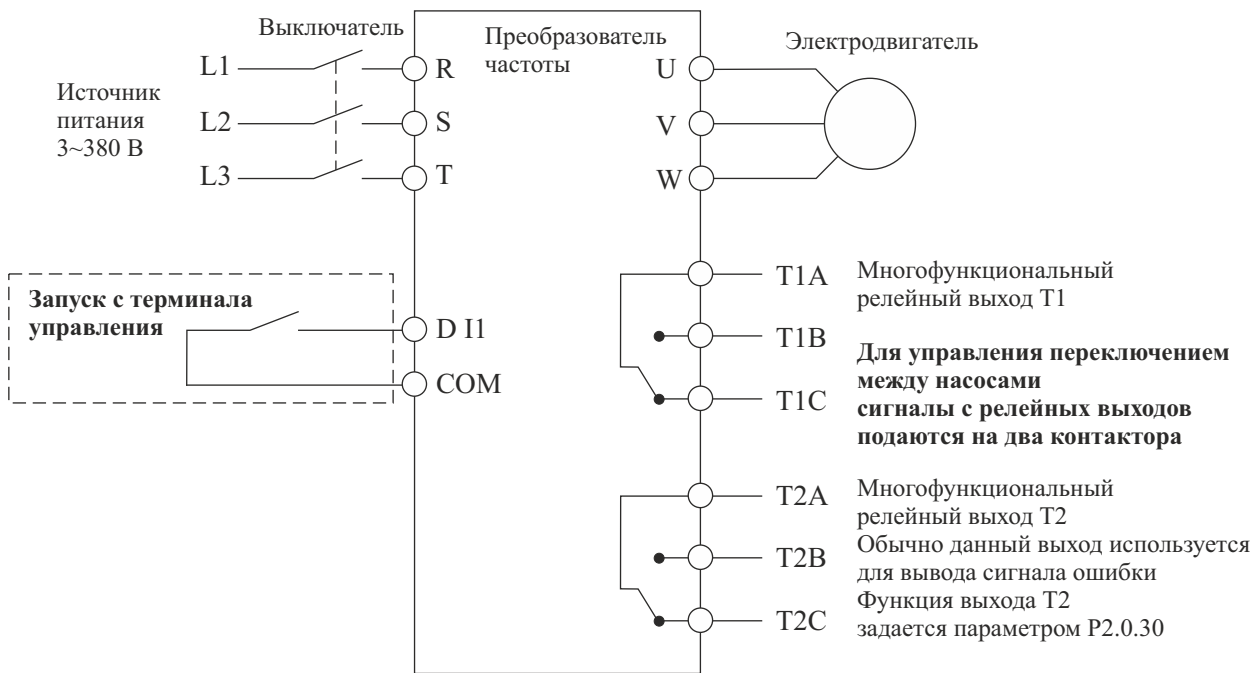 Выключатель
Преобразователь
частоты
Электродвигатель
L1
R
U
Источник
питания
3~380 В
L2
S
V
L3
T
W
Запуск с терминала
управления
D I1
COM
T1A
Многофункциональный
релейный выход T1
T1B
Для управления переключением
между насосами
сигналы с релейных выходов
подаются на два контактора
T1C
T2A
Многофункциональный
релейный выход T2
T2B
Обычно данный выход используется
для вывода сигнала ошибки
T2C
Функция выхода T2
задается параметром P2.0.30